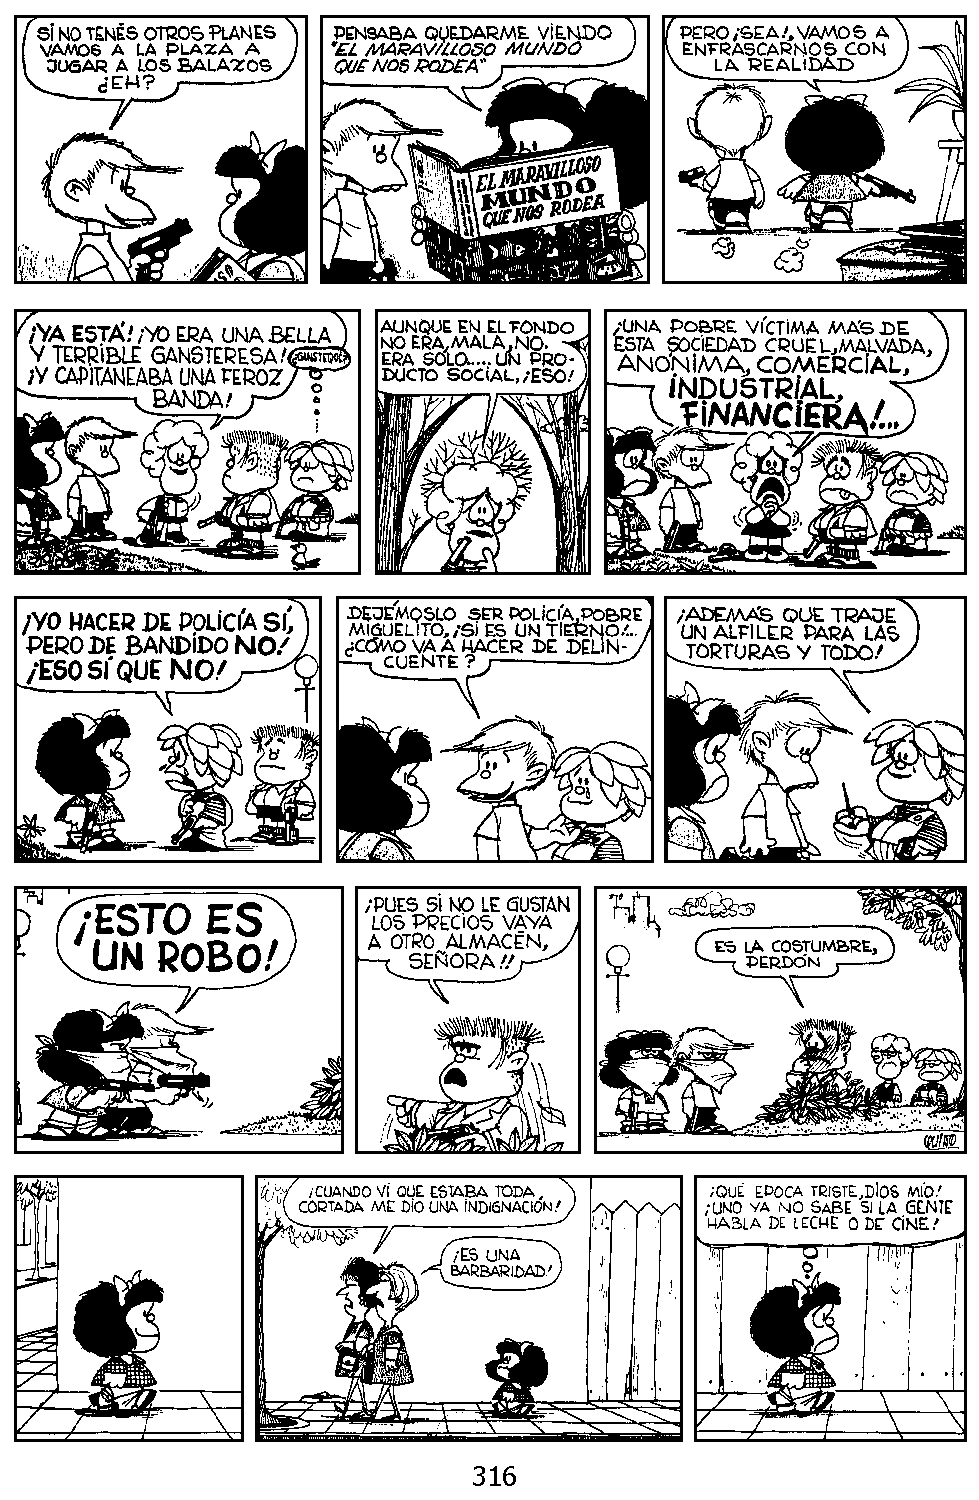 SI NO TENÉS OTROS PLANES
VAMOS A LA PLAZA A
JUGAR A LOS BALAZOS
¿EH?
PENSABA QUEDARME VIENDO
"EL MARAVILLOSO MUNDO
QUE NOS RODEA"
EL MARAVILLOSO
MUNDO
QUE NOS RODEA
PERO ¡SEA!, VAMOS A
ENFRASCARNOS CON
LA REALIDAD
¡YA ESTÁ! ¡YO ERA UNA BELLA
Y TERRIBLE GANSTERESA!
¡Y CAPITANEABA UNA FEROZ
BANDA!
AUNQUE EN EL FONDO
NO ERA MALA, NO.
ERA SÓLO.... UN PRO-
DUCTO SOCIAL, ¡ESO!
¡UNA POBRE VÍCTIMA MÁS DE
ESTA SOCIEDAD CRUEL, MALVADA,
ANÓNIMA, COMERCIAL,
INDUSTRIAL,
FINANCIERA!...
¡YO HACER DE POLICÍA SÍ,
PERO DE BANDIDO NO!
¡ESO SÍ QUE NO!
DEJÉMOSLO SER POLICÍA, POBRE
MIGUELITO, ¡SI ES UN TIERNO!...
¿CÓMO VA A HACER DE DELIN-
CUENTE?
¡ADEMÁS QUE TRAJE
UN ALFILER PARA LAS
TORTURAS Y TODO!
¡ESTO ES
UN ROBO!
¡PUES SI NO LE GUSTAN
LOS PRECIOS VAYA
A OTRO ALMACÉN,
SEÑORA!!
ES LA COSTUMBRE,
PERDÓN
¡CUANDO VI QUE ESTABA TODA
CORTADA ME DIO UNA INDIGNACIÓN!
¡ES UNA
BARBARIDAD!
¡QUÉ EPOCA TRISTE, DIOS MÍO!
¡UNO YA NO SABE SI LA GENTE
HABLA DE LECHE O DE CINE!
316